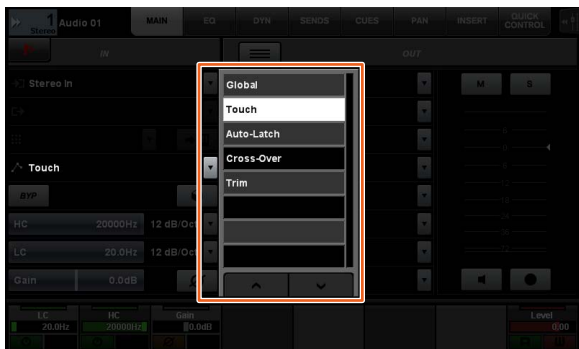 1 Audio 01 MAIN EQ DYN SENDS CUES PAN INSERT QUICK CONTROL
Stereo
IN OUT
Stereo In
Global
M S
Touch
Auto-Latch
Cross-Over
Touch
Trim
BYP
HC 20000Hz 12 dB/Oct
LC 20.0Hz 12 dB/Oct
Gain 0.0dB
LC HC Gain Level
20.0Hz 20000Hz 0.0dB 0.00